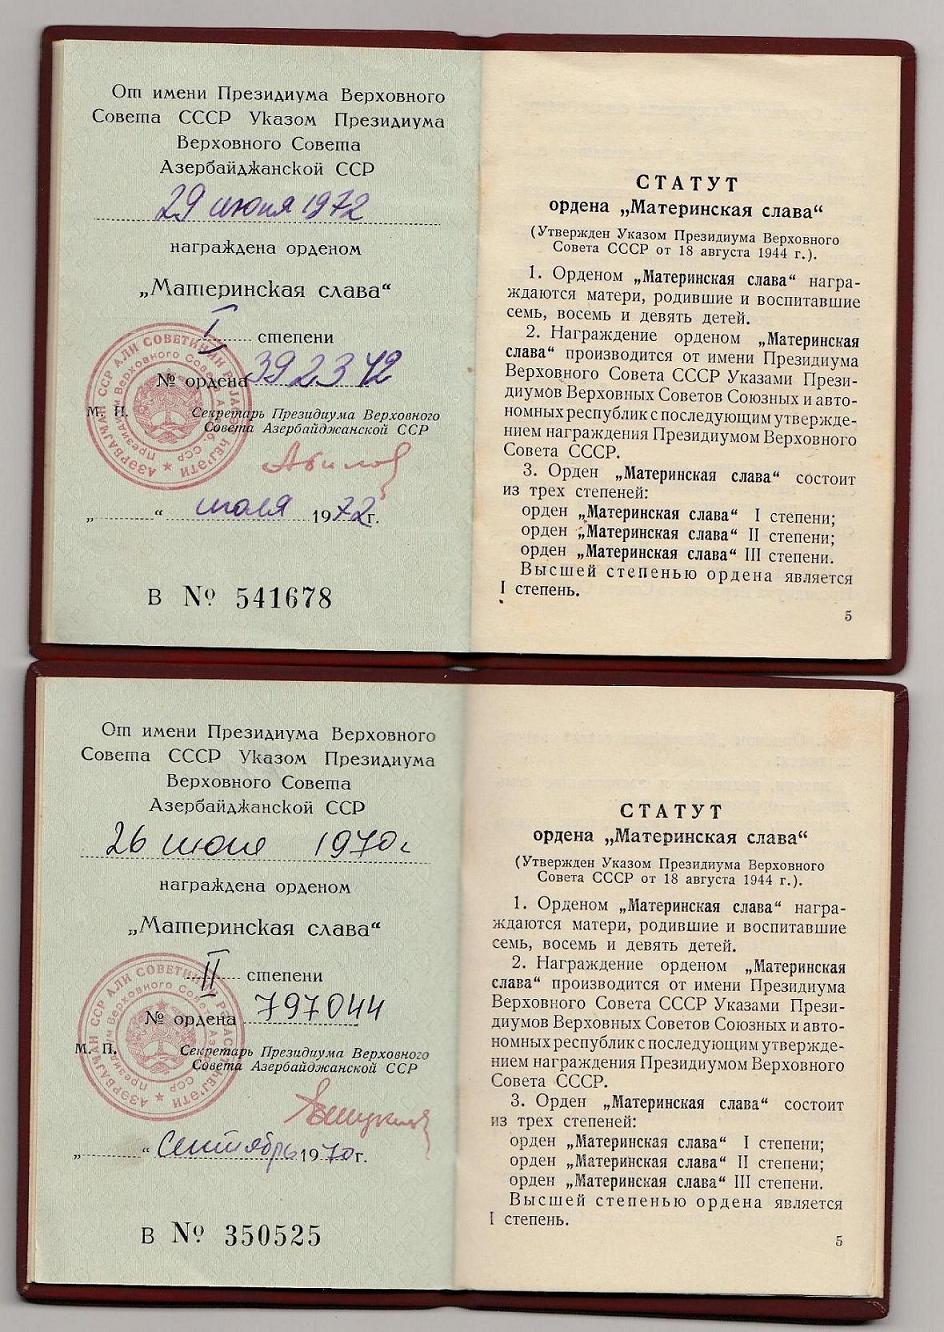 От имени Президиума Верховного
Совета СССР Указом Президиума
Верховного Совета
Азербайджанской ССР
29 июня 1972
награждена орденом
„Материнская слава“
I степени
№ ордена 392342
М. П. Секретарь Президиума Верховного
Совета Азербайджанской ССР
„ “ июля 1972г.
В № 541678
СТАТУТ
ордена „Материнская слава“
(Утвержден Указом Президиума Верховного
Совета СССР от 18 августа 1944 г.).
1. Орденом „Материнская слава“ награ-
ждаются матери, родившие и воспитавшие
семь, восемь и девять детей.
2. Награждение орденом „Материнская
слава“ производится от имени Президиума
Верховного Совета СССР Указами Прези-
диумов Верховных Советов Союзных и авто-
номных республик с последующим утвержде-
нием награждения Президиумом Верховного
Совета СССР.
3. Орден „Материнская слава“ состоит
из трех степеней:
орден „Материнская слава“ I степени;
орден „Материнская слава“ II степени;
орден „Материнская слава“ III степени.
Высшей степенью ордена является
I степень.
5
От имени Президиума Верховного
Совета СССР Указом Президиума
Верховного Совета
Азербайджанской ССР
26 1970г
награждена орденом
„Материнская слава“
II степени
№ ордена 797044
М. П. Секретарь Президиума Верховного
Совета Азербайджанской ССР
„ “ Сентябрь 1970г.
В № 350525
СТАТУТ
ордена „Материнская слава“
(Утвержден Указом Президиума Верховного
Совета СССР от 18 августа 1944 г.).
1. Орденом „Материнская слава“ награ-
ждаются матери, родившие и воспитавшие
семь, восемь и девять детей.
2. Награждение орденом „Материнская
слава“ производится от имени Президиума
Верховного Совета СССР Указами Прези-
диумов Верховных Советов Союзных и авто-
номных республик с последующим утвержде-
нием награждения Президиумом Верховного
Совета СССР.
3. Орден „Материнская слава“ состоит
из трех степеней:
орден „Материнская слава“ I степени;
орден „Материнская слава“ II степени;
орден „Материнская слава“ III степени.
Высшей степенью ордена является
I степень.
5